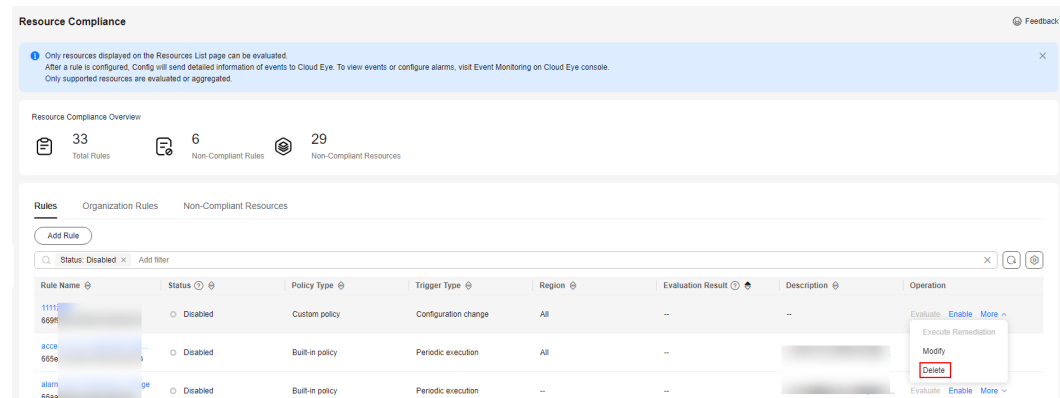 Resource Compliance
Feedback
Only resources displayed on the Resources List page can be evaluated.
After a rule is configured, Config will send detailed information of events to Cloud Eye. To view events or configure alarms, visit Event Monitoring on Cloud Eye console.
Only supported resources are evaluated or aggregated.
Resource Compliance Overview
33
Total Rules
6
Non-Compliant Rules
29
Non-Compliant Resources
Rules Organization Rules Non-Compliant Resources
Add Rule
Status: Disabled × Add filter
Rule Name Status Policy Type Trigger Type Region Evaluation Result Description Operation
Disabled Custom policy Configuration change All -- -- Evaluate Enable More
Execute Remediation
Modify
Delete
Disabled Built-in policy Periodic execution All --
Disabled Built-in policy Periodic execution -- -- Evaluate Enable More